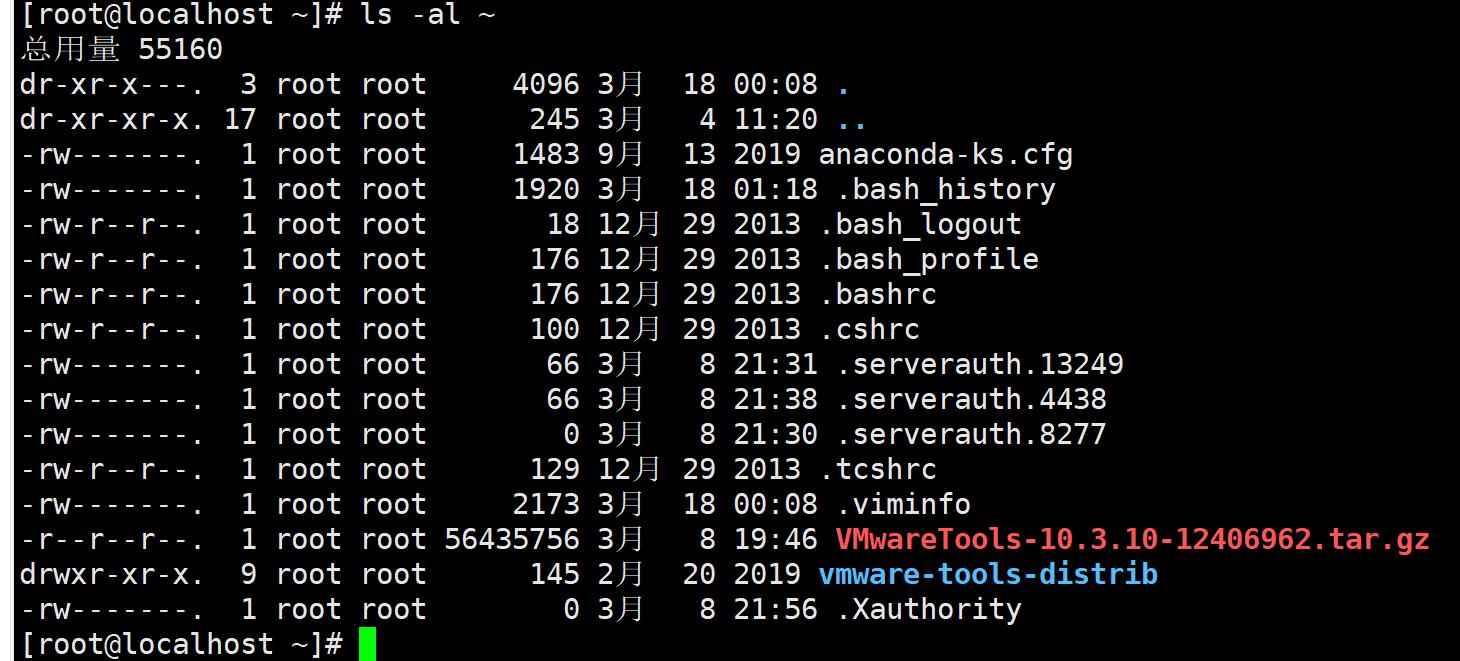 [root@localhost ~]# ls -al ~
总用量 55160
dr-xr-x---.  3 root root     4096 3月  18 00:08 .
dr-xr-xr-x. 17 root root      245 3月   4 11:20 ..
-rw-------.  1 root root     1483 9月  13 2019 anaconda-ks.cfg
-rw-------.  1 root root     1920 3月  18 01:18 .bash_history
-rw-r--r--.  1 root root       18 12月 29 2013 .bash_logout
-rw-r--r--.  1 root root      176 12月 29 2013 .bash_profile
-rw-r--r--.  1 root root      176 12月 29 2013 .bashrc
-rw-r--r--.  1 root root      100 12月 29 2013 .cshrc
-rw-------.  1 root root       66 3月   8 21:31 .serverauth.13249
-rw-------.  1 root root       66 3月   8 21:38 .serverauth.4438
-rw-------.  1 root root        0 3月   8 21:30 .serverauth.8277
-rw-r--r--.  1 root root      129 12月 29 2013 .tcshrc
-rw-------.  1 root root     2173 3月  18 00:08 .viminfo
-r--r--r--.  1 root root 56435756 3月   8 19:46 VMwareTools-10.3.10-12406962.tar.gz
drwxr-xr-x.  9 root root      145 2月  20 2019 vmware-tools-distrib
-rw-------.  1 root root        0 3月   8 21:56 .Xauthority
[root@localhost ~]#